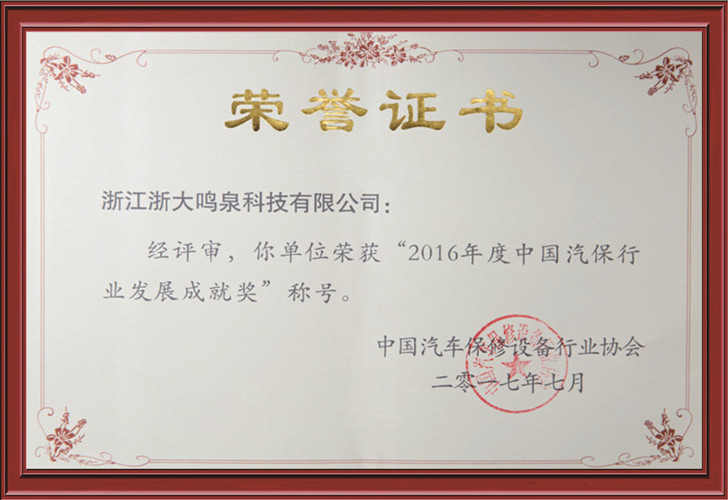 荣誉证书
浙江浙大鸣泉科技有限公司：
经评审，你单位荣获“2016年度中国汽保行
业发展成就奖”称号。
中国汽车保修设备行业协会
二零一七年七月